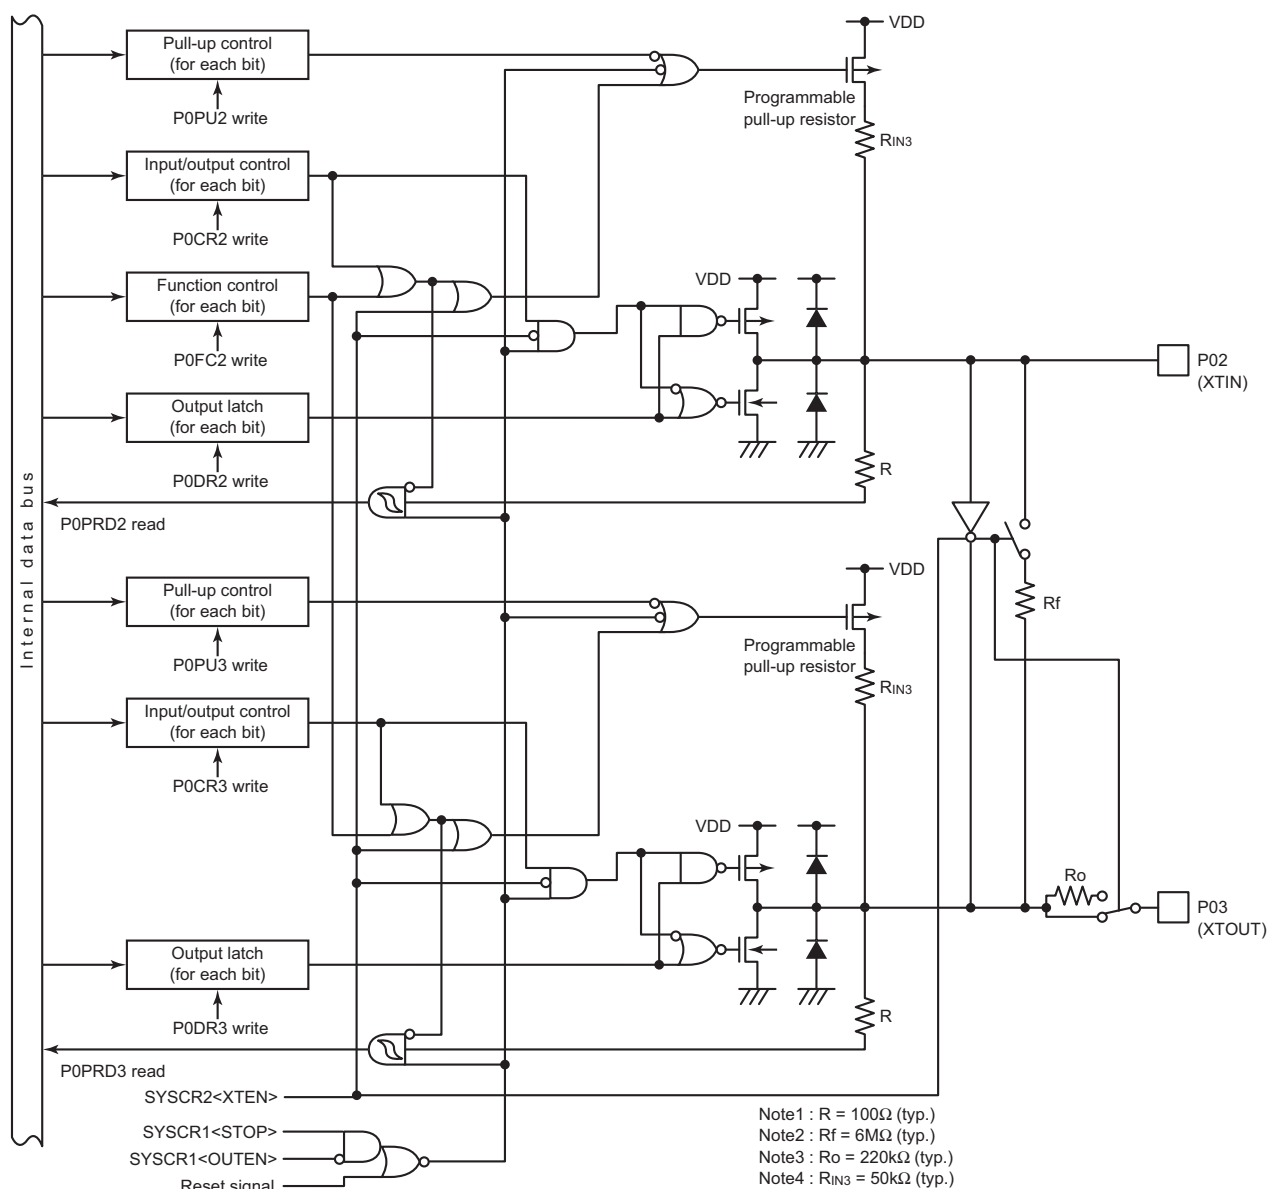 VDD
Pull-up control
(for each bit)
P0PU2 write
Programmable
pull-up resistor
RIN3
Input/output control
(for each bit)
P0CR2 write
Function control
(for each bit)
P0FC2 write
VDD
P02
(XTIN)
Output latch
(for each bit)
P0DR2 write
R
P0PRD2 read
Internal data bus
VDD
Pull-up control
(for each bit)
P0PU3 write
Rf
Programmable
pull-up resistor
RIN3
Input/output control
(for each bit)
P0CR3 write
VDD
Ro
P03
(XTOUT)
Output latch
(for each bit)
P0DR3 write
R
P0PRD3 read
SYSCR2<XTEN>
SYSCR1<STOP>
SYSCR1<OUTEN>
Reset signal
Note1 : R = 100Ω (typ.)
Note2 : Rf = 6MΩ (typ.)
Note3 : Ro = 220kΩ (typ.)
Note4 : RIN3 = 50kΩ (typ.)